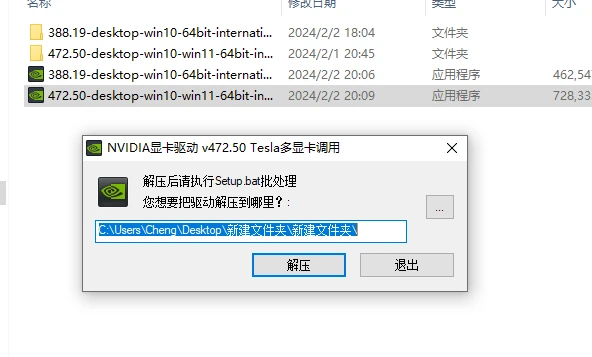 名称 修改日期 类型 大小
388.19-desktop-win10-64bit-internati... 2024/2/2 18:04 文件夹
472.50-desktop-win10-win11-64bit-in... 2024/2/1 20:45 文件夹
388.19-desktop-win10-64bit-internati... 2024/2/2 20:06 应用程序 462,547
472.50-desktop-win10-win11-64bit-in... 2024/2/2 20:09 应用程序 728,33
NVIDIA显卡驱动 v472.50 Tesla多显卡调用
解压后请执行Setup.bat批处理
您想要把驱动解压到哪里?:
...
C:\Users\Cheng\Desktop\新建文件夹\新建文件夹\
解压 退出